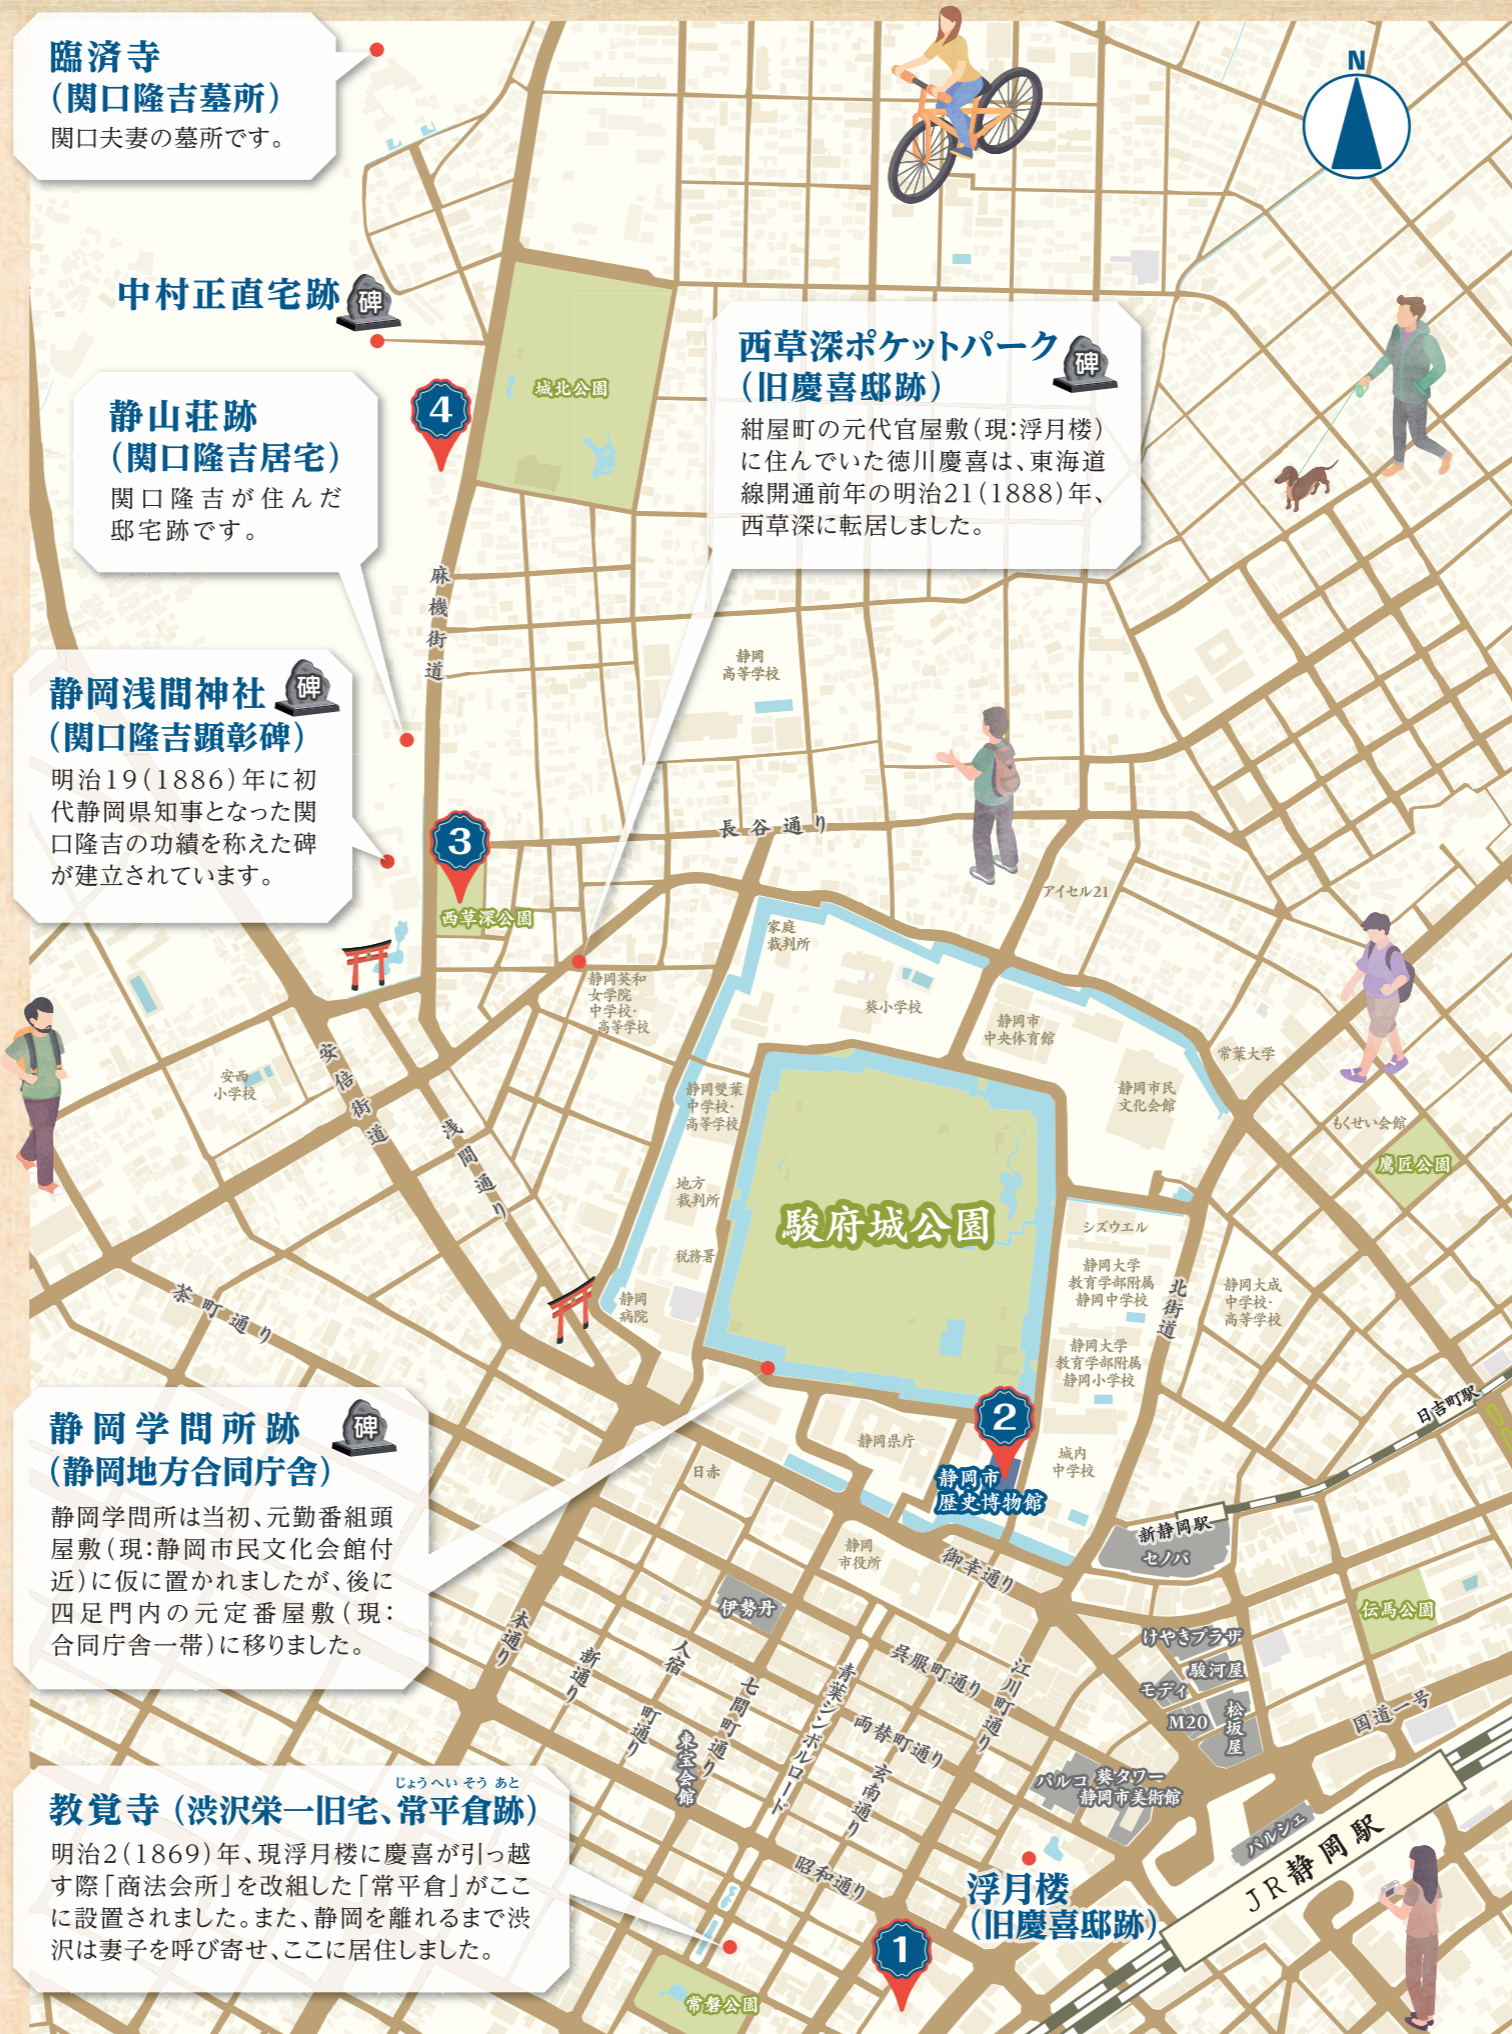 臨済寺
（関口隆吉墓所）
関口夫妻の墓所です。
N
中村正直宅跡
碑
城北公園
4
静山荘跡
（関口隆吉居宅）
関口隆吉が住んだ
邸宅跡です。
西草深ポケットパーク
（旧慶喜邸跡）
碑
紺屋町の元代官屋敷（現：浮月楼）
に住んでいた徳川慶喜は、東海道
線開通前年の明治21（1888）年、
西草深に転居しました。
麻機街道
静岡
高等学校
静岡浅間神社
（関口隆吉顕彰碑）
碑
明治19（1886）年に初
代静岡県知事となった関
口隆吉の功績を称えた碑
が建立されています。
3
西草深公園
長谷通り
アイセル21
家庭
裁判所
葵小学校
静岡市
中央体育館
常葉大学
静岡英和
女学院
中学校・
高等学校
安西
小学校
安倍街道
浅間通り
静岡雙葉
中学校・
高等学校
静岡市民
文化会館
もくせい会館
鷹匠公園
地方
裁判所
税務署
静岡
病院
駿府城公園
シズウエル
静岡大学
教育学部附属
静岡中学校
北街道
静岡大成
中学校・
高等学校
静岡大学
教育学部附属
静岡小学校
茶町通り
日吉町駅
静岡学問所跡
（静岡地方合同庁舎）
碑
静岡学問所は当初、元勤番組頭
屋敷（現：静岡市民文化会館付
近）に仮に置かれましたが、後に
四足門内の元定番屋敷（現：
合同庁舎一帯）に移りました。
日赤
静岡県庁
2
静岡市
歴史博物館
城内
中学校
新静岡駅
セノバ
静岡
市役所
御幸通り
伊勢丹
伝馬公園
けやきプラザ
駿河屋
モディ
M20
松坂屋
国道一号
本通り
新通り
人宿町通り
七間町通り
東宝会館
青葉シンボルロード
呉服町通り
両替町通り
玄南通り
江川町通り
パルコ
葵タワー
静岡市美術館
パルシェ
JR静岡駅
昭和通り
浮月楼
（旧慶喜邸跡）
じょうへい そう あと
教覚寺（渋沢栄一旧宅、常平倉跡）
明治2（1869）年、現浮月楼に慶喜が引っ越
す際「商法会所」を改組した「常平倉」がここ
に設置されました。また、静岡を離れるまで渋
沢は妻子を呼び寄せ、ここに居住しました。
1
常磐公園